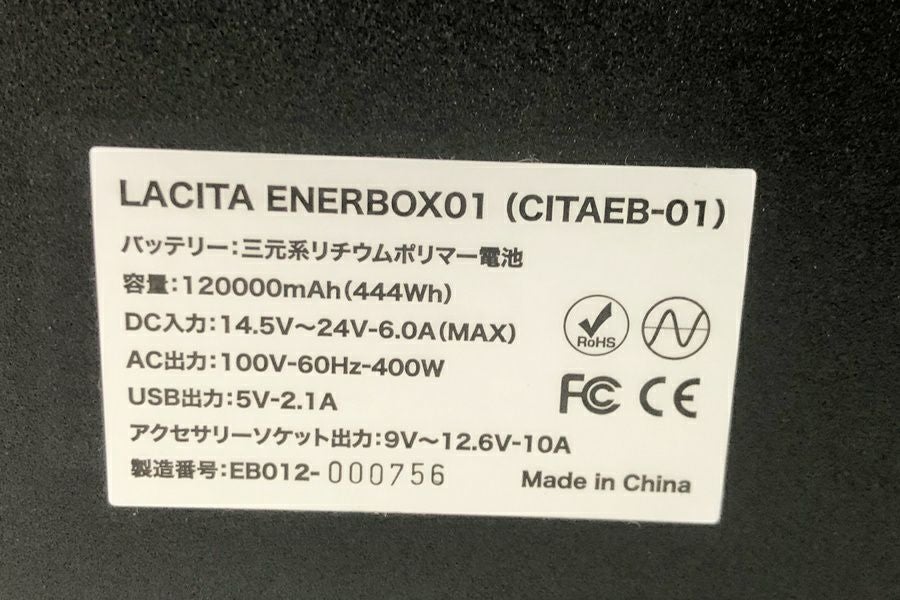 LACITA ENERBOX01 (CITAEB-01)
バッテリー:三元系リチウムポリマー電池
容量:120000mAh(444Wh)
DC入力:14.5V〜24V-6.0A(MAX)
AC出力:100V-60Hz-400W
USB出力:5V-2.1A
アクセサリーソケット出力:9V〜12.6V-10A
製造番号:EB012-000756
RoHS
FC CE
Made in China